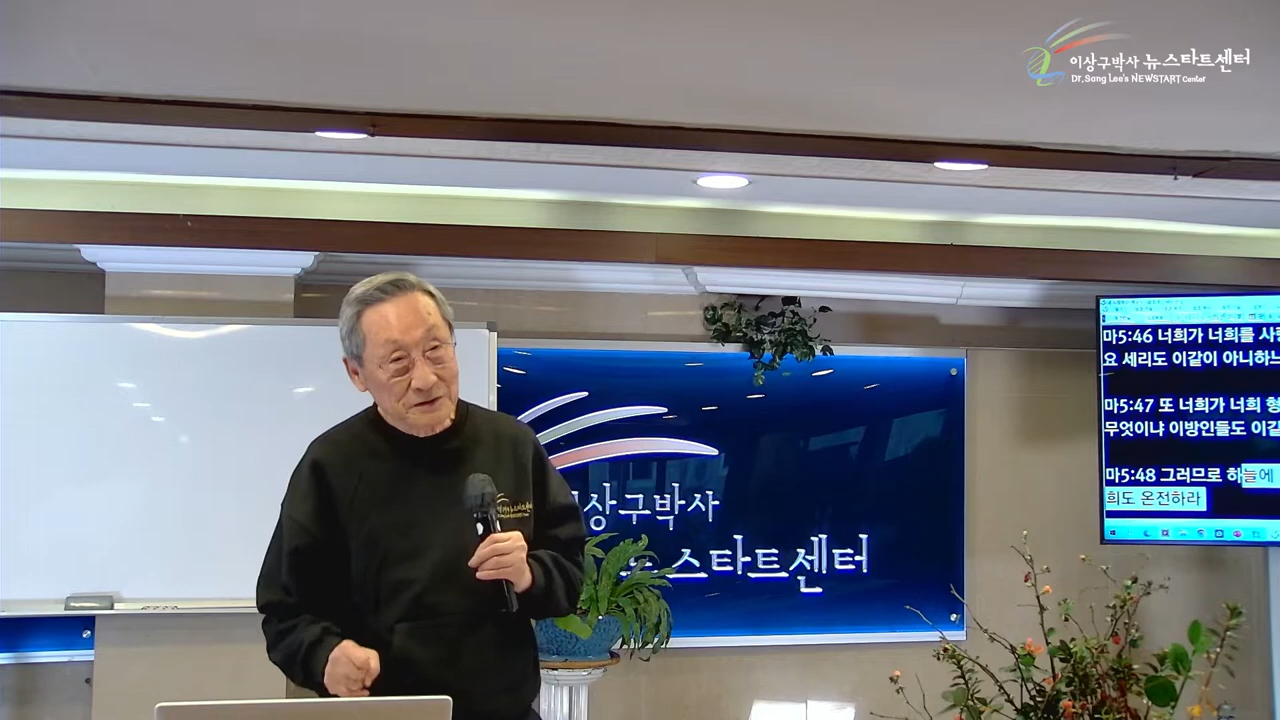 이상구박사 뉴스타트센터
Dr. Sang Lee's NEWSTART Center
마5:46 너희가 너희를
요 세리도 이같이 아니하느
마5:47 또 너희가 너희 형
무엇이냐 이방인들도 이같
마5:48 그러므로 하늘에
희도 온전하라
이상구박사
뉴스타트센터